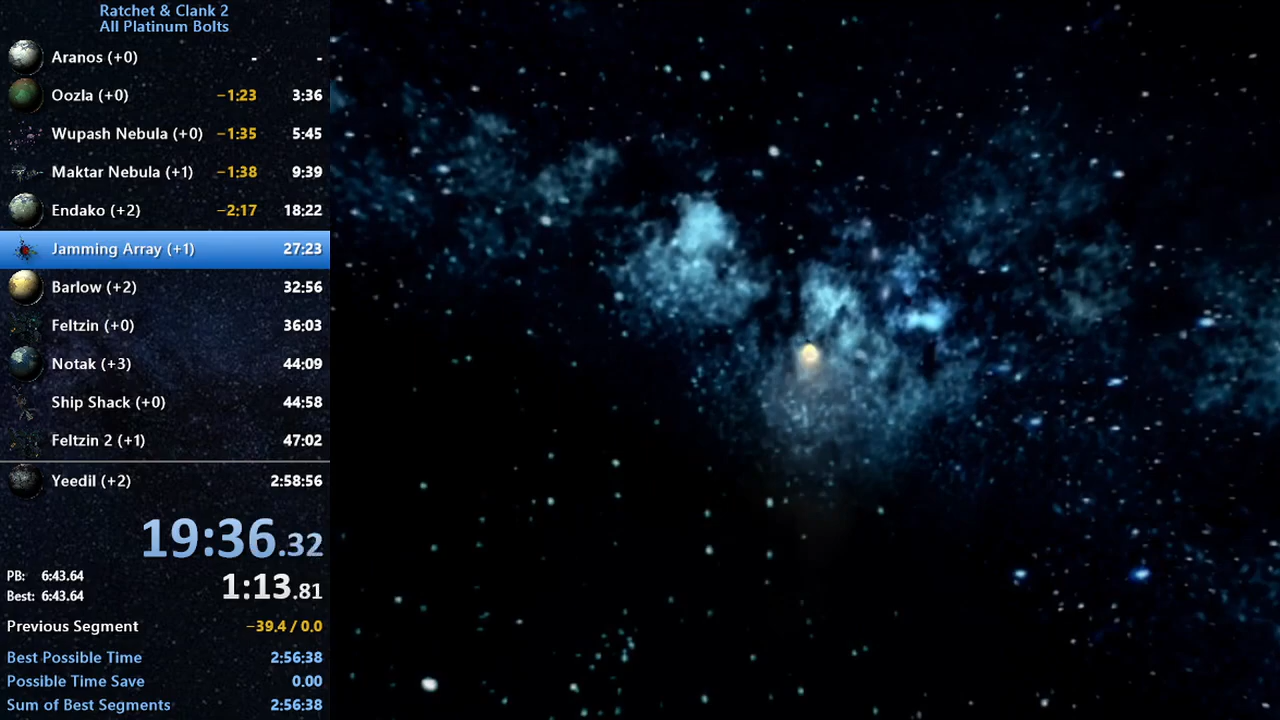 Ratchet & Clank 2
All Platinum Bolts
Aranos (+0) - -
Oozla (+0) −1:23 3:36
Wupash Nebula (+0) −1:35 5:45
Maktar Nebula (+1) −1:38 9:39
Endako (+2) −2:17 18:22
Jamming Array (+1) 27:23
Barlow (+2) 32:56
Feltzin (+0) 36:03
Notak (+3) 44:09
Ship Shack (+0) 44:58
Feltzin 2 (+1) 47:02
Yeedil (+2) 2:58:56
19:36.32
PB: 6:43.64
1:13.81
Best: 6:43.64
Previous Segment −39.4 / 0.0
Best Possible Time 2:56:38
Possible Time Save 0.00
Sum of Best Segments 2:56:38